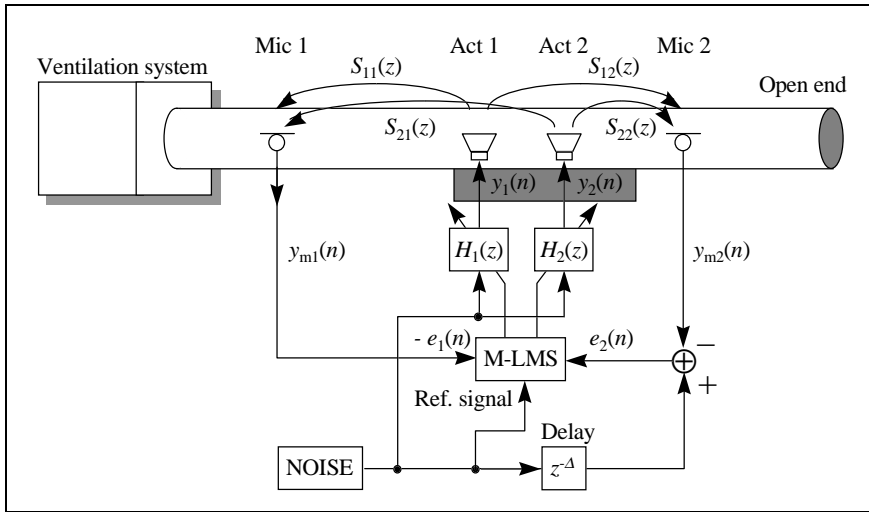 Mic 1 Act 1 Act 2 Mic 2
Ventilation system
S₁₁(z) S₁₂(z)
Open end
S₂₁(z) S₂₂(z)
y₁(n) y₂(n)
H₁(z) H₂(z)
yₘ₁(n) yₘ₂(n)
- e₁(n) e₂(n) −
M-LMS +
+
Ref. signal
Delay
NOISE z^-Δ